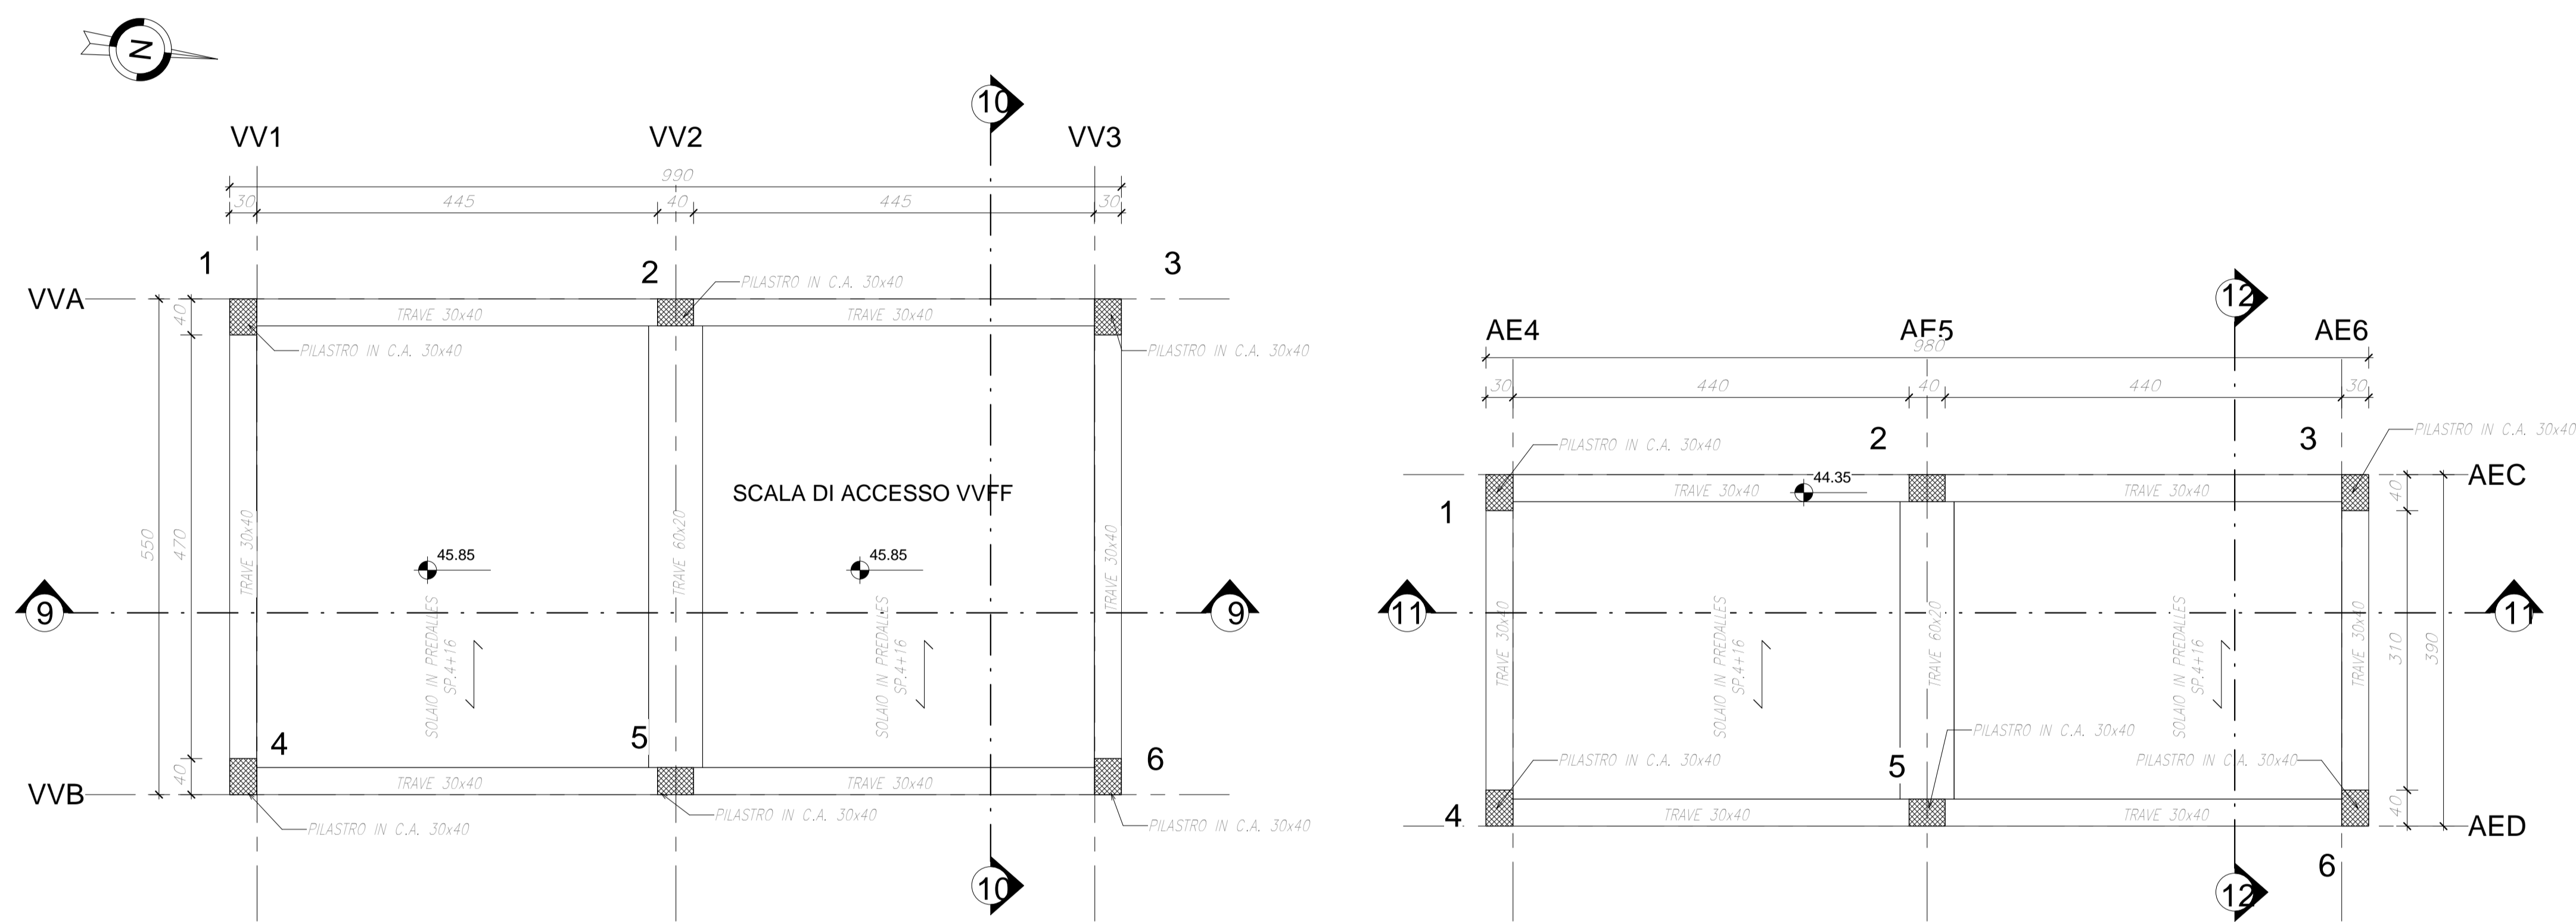 N
10
VV1
VV2
VV3
990
30
445
40
445
30
1
2
3
VVA
PILASTRO IN C.A. 30x40
TRAVE 30x40
TRAVE 30x40
PILASTRO IN C.A. 30x40
PILASTRO IN C.A. 30x40
40
550
470
40
TRAVE 30x40
TRAVE 60x20
TRAVE 30x40
SCALA DI ACCESSO VVFF
45.85
45.85
9
9
SOLAIO IN PREDALLES
SP.4+16
SOLAIO IN PREDALLES
SP.4+16
4
5
6
VVB
TRAVE 30x40
TRAVE 30x40
PILASTRO IN C.A. 30x40
PILASTRO IN C.A. 30x40
PILASTRO IN C.A. 30x40
10
12
AE4
AE5
AE6
980
30
440
40
440
30
2
3
PILASTRO IN C.A. 30x40
PILASTRO IN C.A. 30x40
AEC
1
TRAVE 30x40
44.35
TRAVE 30x40
40
310
390
40
TRAVE 30x40
TRAVE 60x20
TRAVE 30x40
11
11
SOLAIO IN PREDALLES
SP.4+16
SOLAIO IN PREDALLES
SP.4+16
PILASTRO IN C.A. 30x40
PILASTRO IN C.A. 30x40
PILASTRO IN C.A. 30x40
5
4
TRAVE 30x40
TRAVE 30x40
AED
6
12